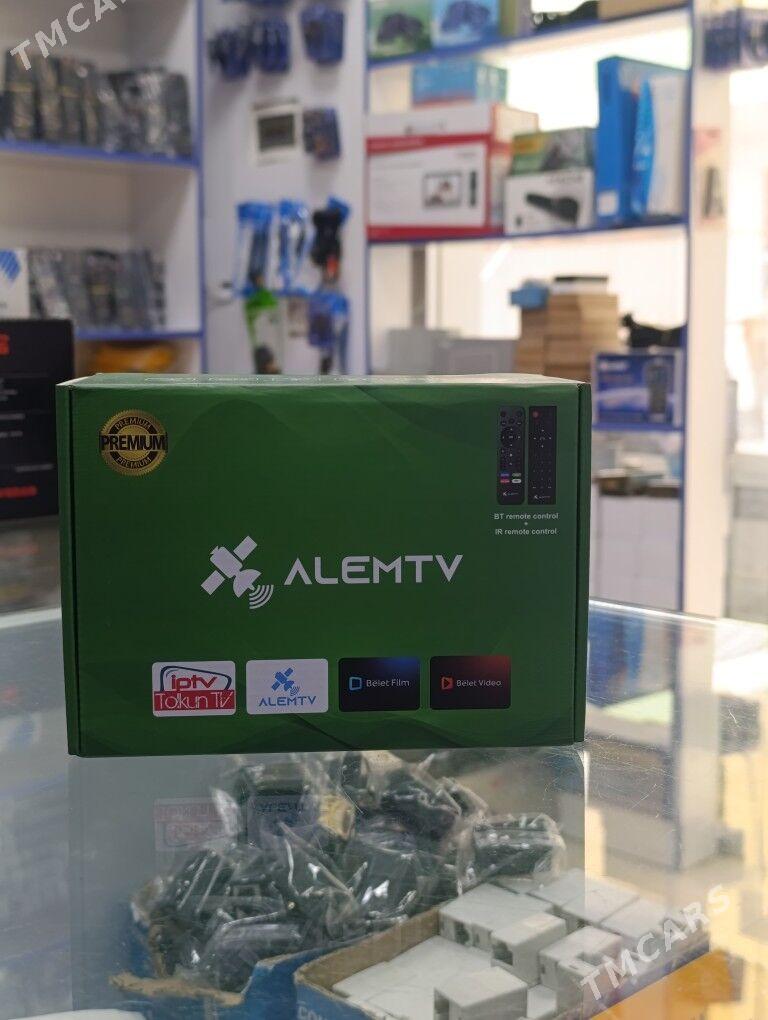 TMCARS
PREMIUM
PREMIUM
PREMIUM
BT remote control
+
IR remote control
ALEMTV
iptv
Tolkun TV
ALEMTV
Belet Film
Belet Video
TMCARS